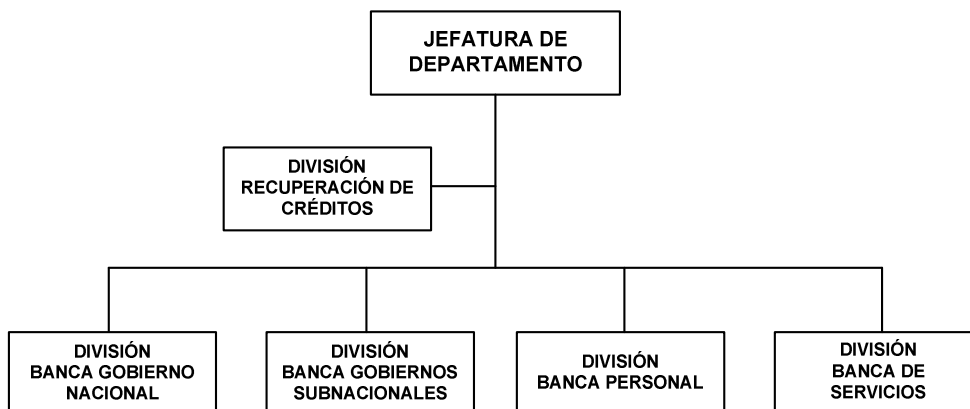 JEFATURA DE
DEPARTAMENTO
DIVISIÓN
RECUPERACIÓN DE
CRÉDITOS
DIVISIÓN
BANCA GOBIERNO
NACIONAL
DIVISIÓN
BANCA GOBIERNOS
SUBNACIONALES
DIVISIÓN
BANCA PERSONAL
DIVISIÓN
BANCA DE
SERVICIOS